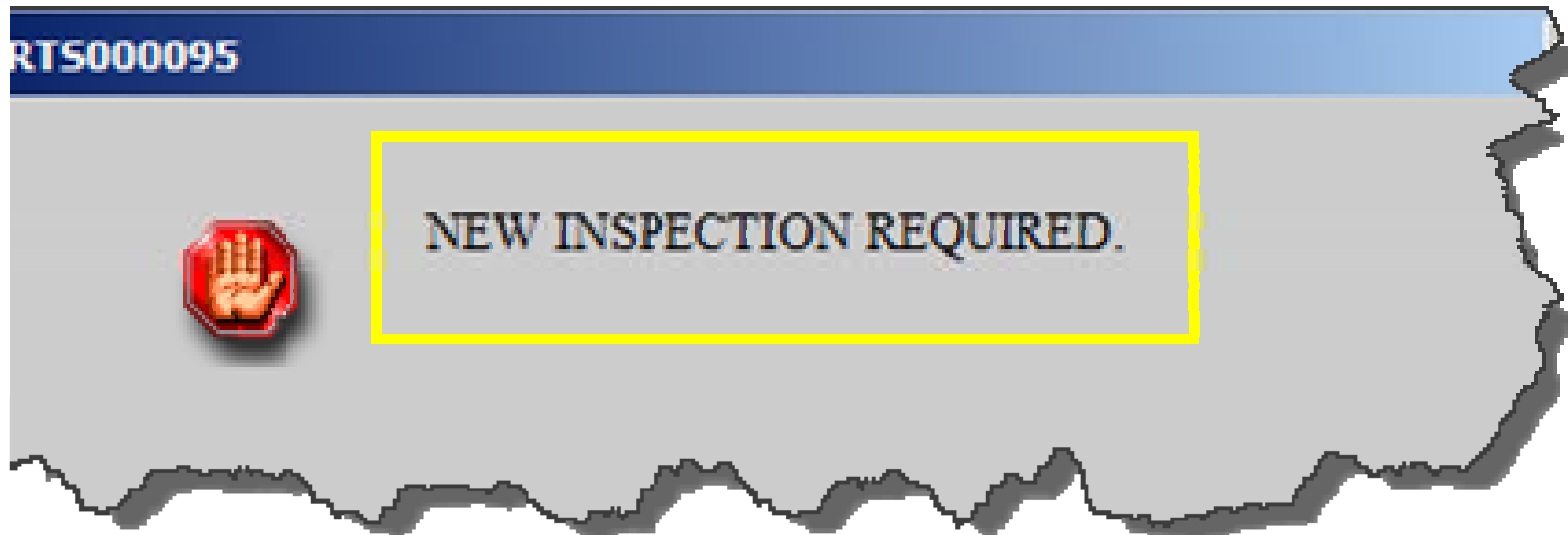 RTS000095
NEW INSPECTION REQUIRED.